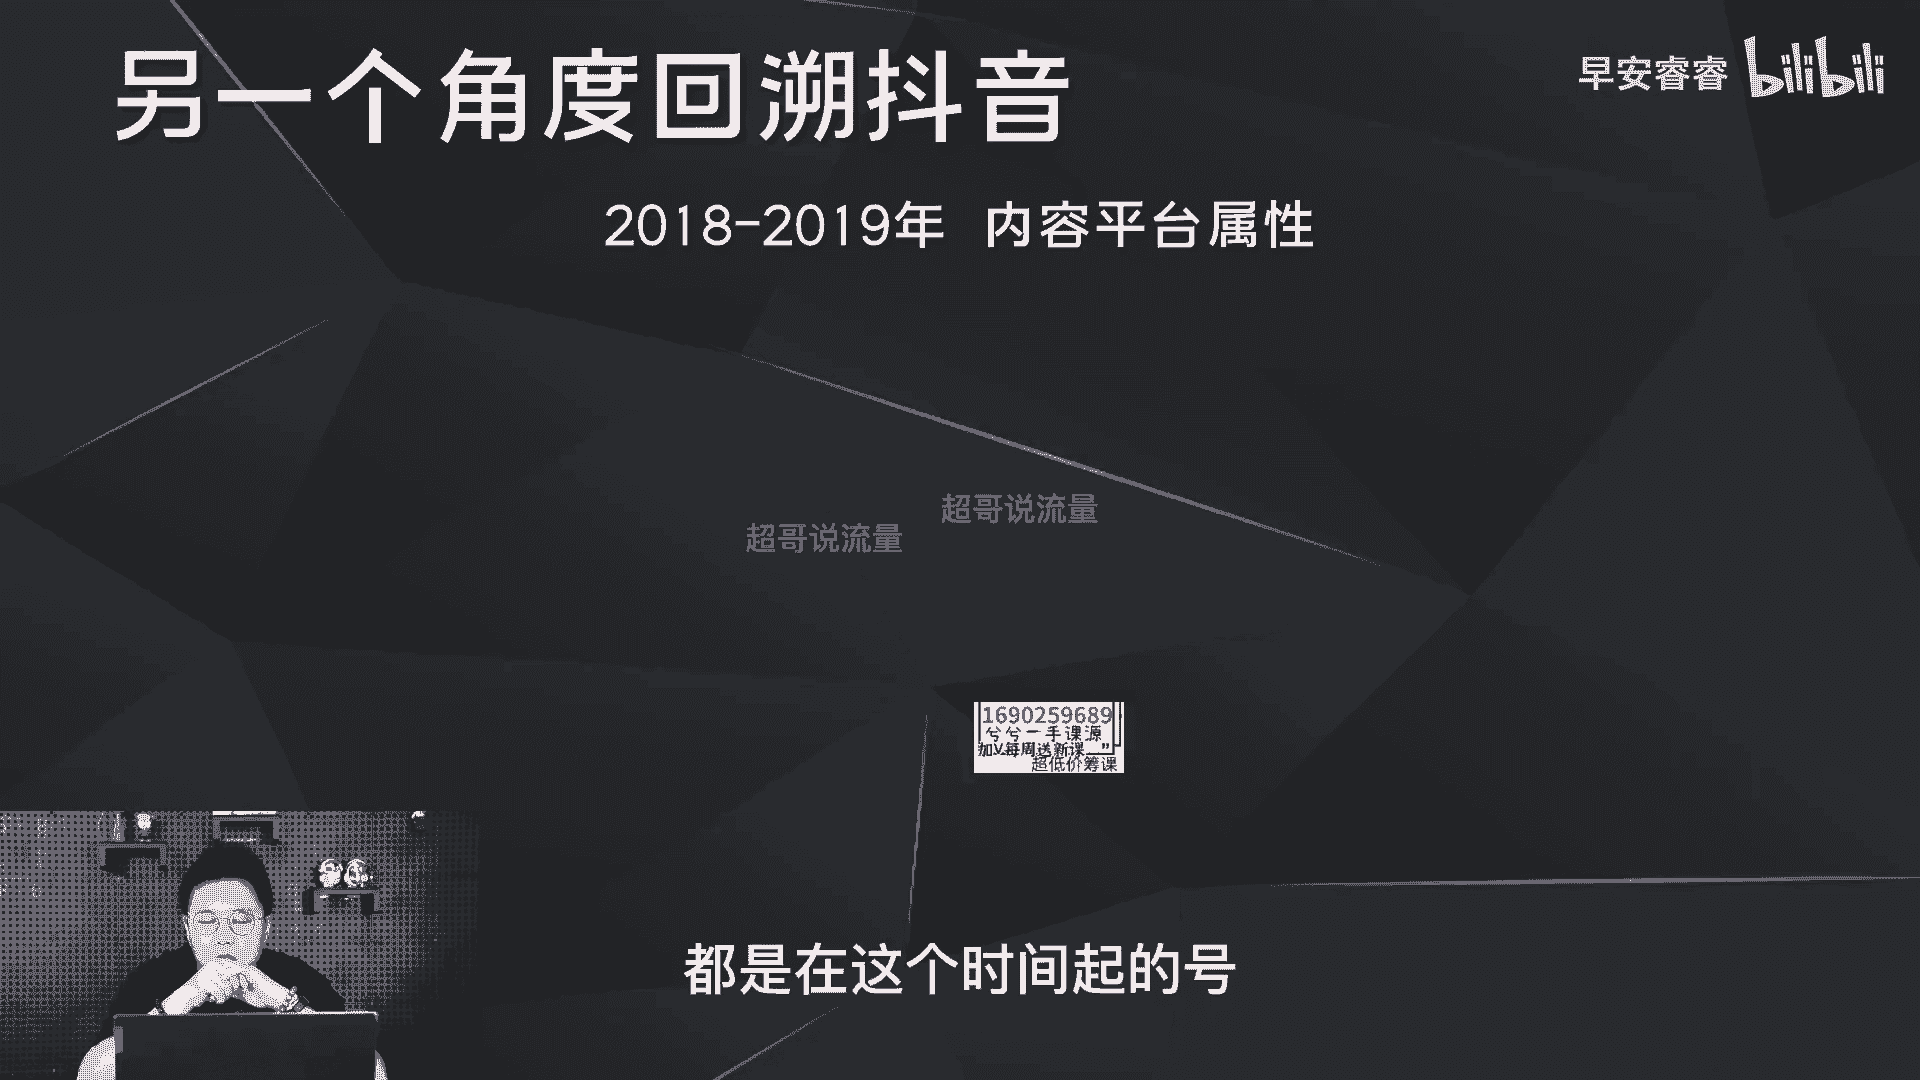 另一个角度回溯抖音
早安睿睿 bilibili
2018-2019年 内容平台属性
超哥说流量
超哥说流量
1690259689
兮兮一手课源
加V每周送新课
超低价筹课
都是在这个时间起的号